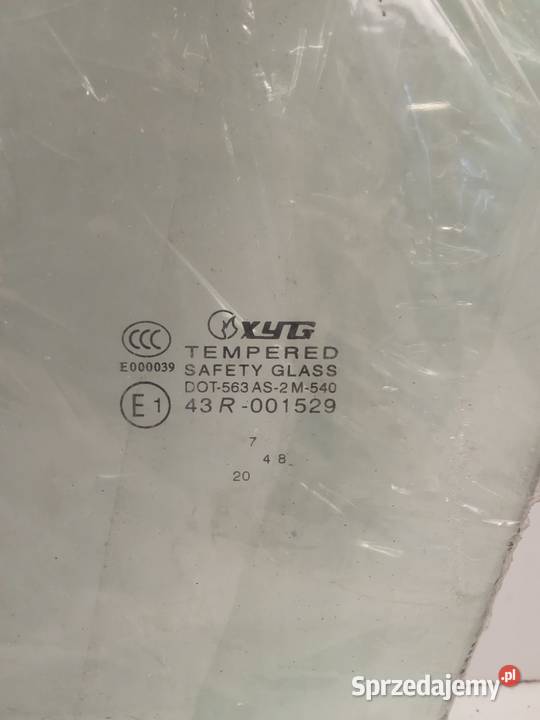 XYG
CCC
TEMPERED
E000039
SAFETY GLASS
DOT-563 AS-2 M-540
E1
43R-001529
7
4 8
20
Sprzedajemy.pl